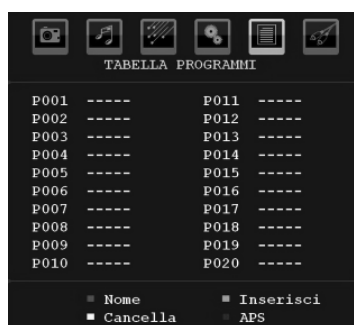 TABELLA PROGRAMMI
P001 ----- P011 -----
P002 ----- P012 -----
P003 ----- P013 -----
P004 ----- P014 -----
P005 ----- P015 -----
P006 ----- P016 -----
P007 ----- P017 -----
P008 ----- P018 -----
P009 ----- P019 -----
P010 ----- P020 -----
Nome Inserisci
Cancella APS